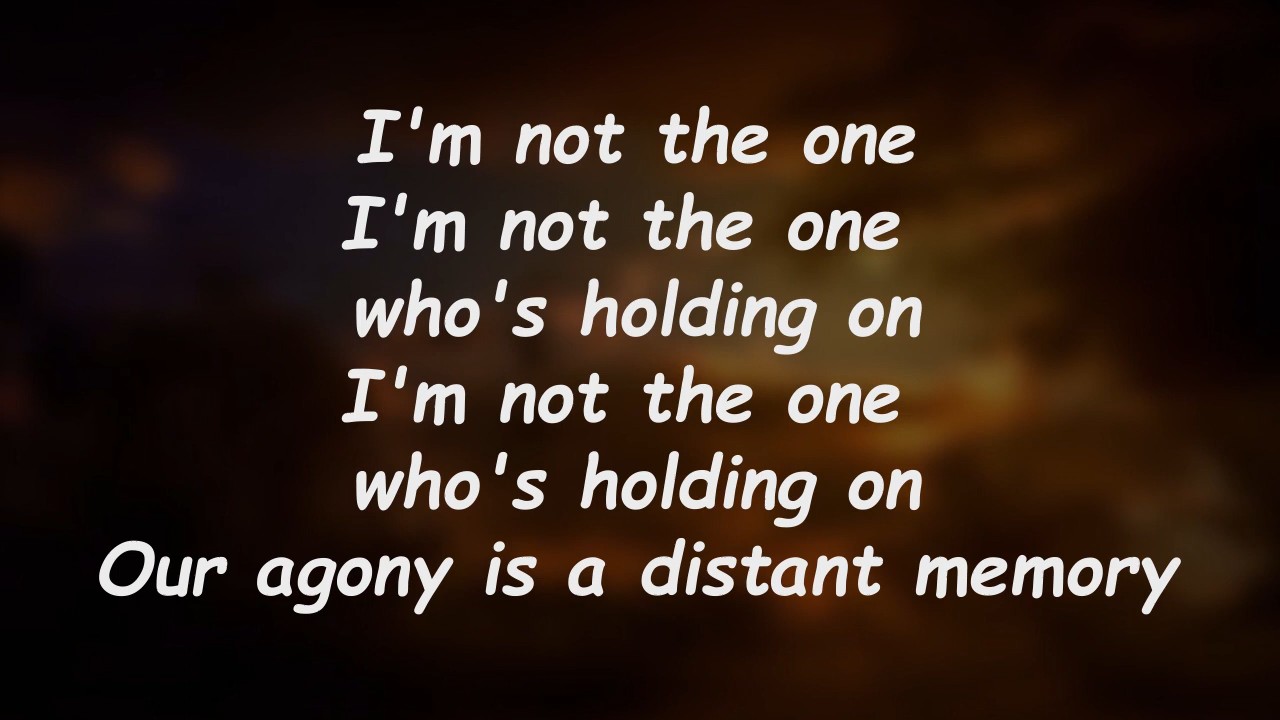 I'm not the one
I'm not the one
who's holding on
I'm not the one
who's holding on
Our agony is a distant memory